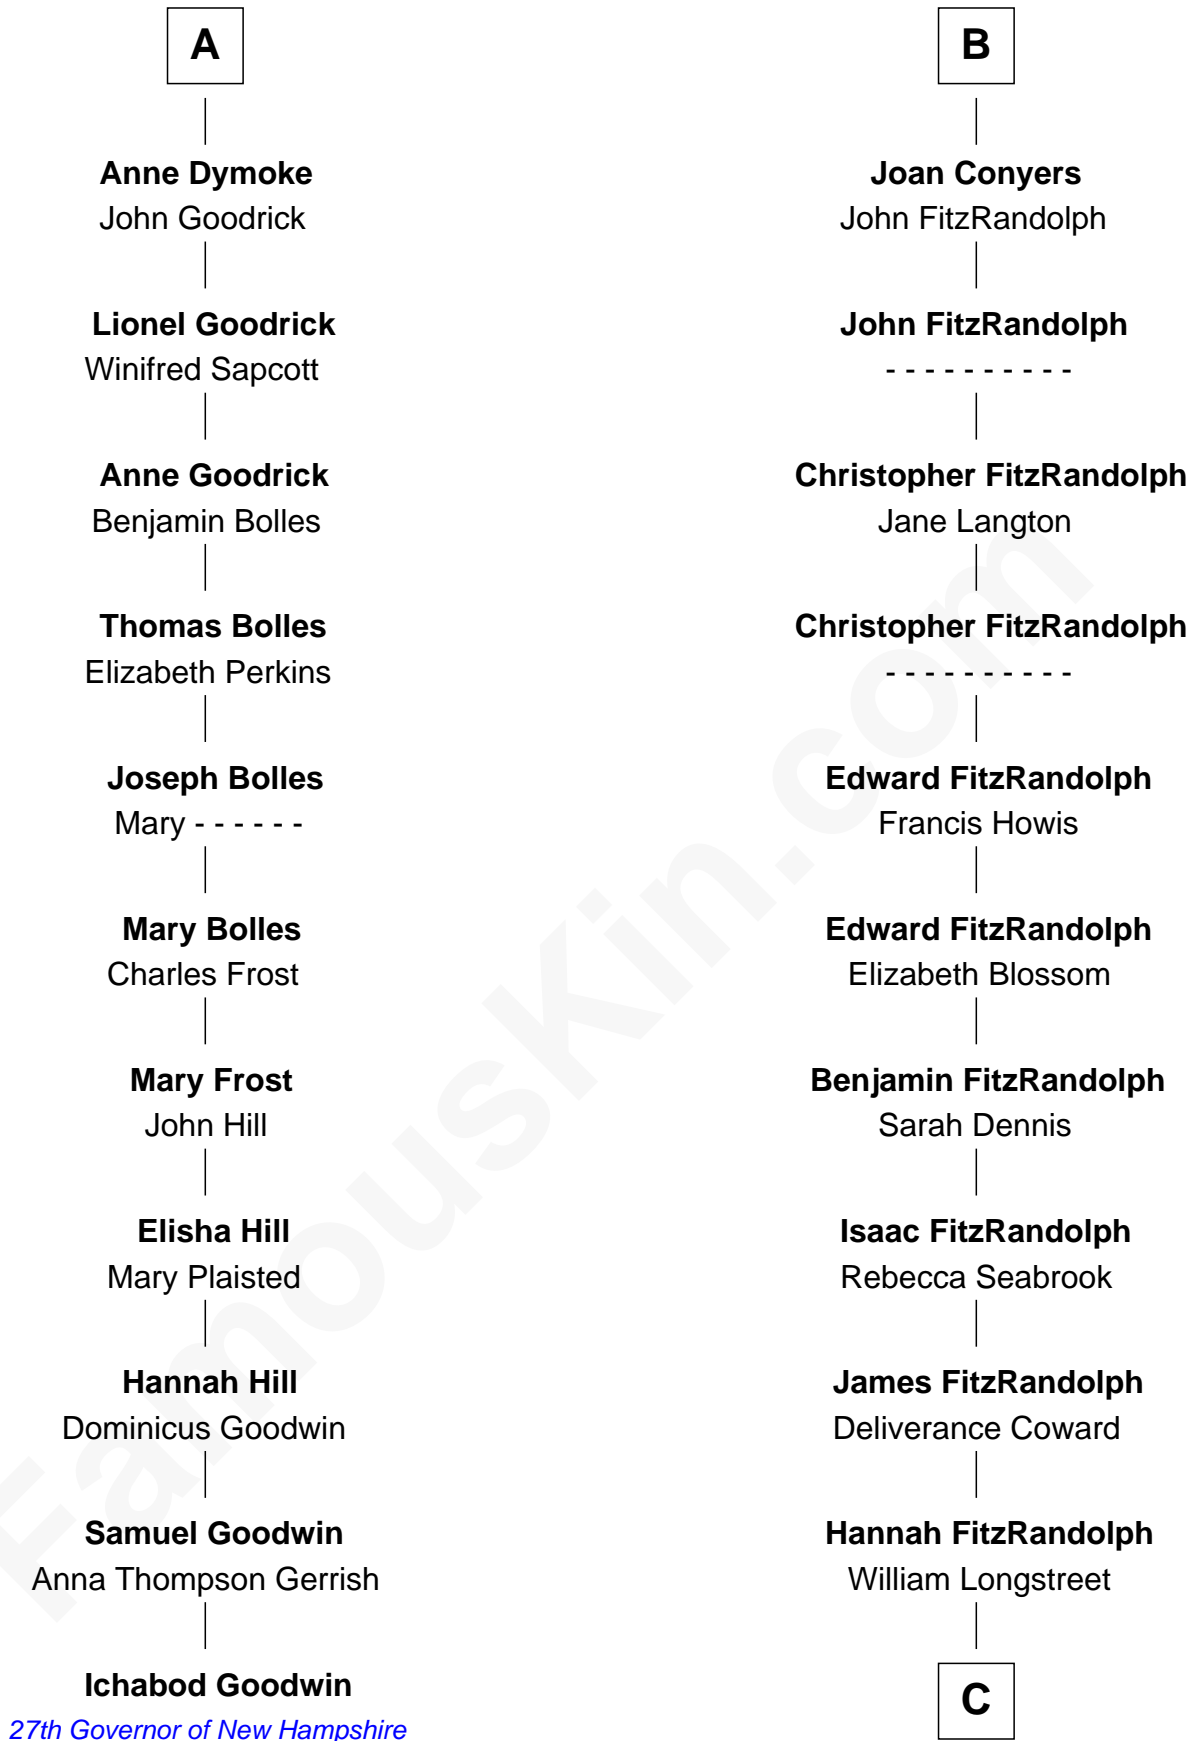 A
Anne Dymoke
John Goodrick
Lionel Goodrick
Winifred Sapcott
Anne Goodrick
Benjamin Bolles
Thomas Bolles
Elizabeth Perkins
Joseph Bolles
Mary - - - - - -
Mary Bolles
Charles Frost
Mary Frost
John Hill
Elisha Hill
Mary Plaisted
Hannah Hill
Dominicus Goodwin
Samuel Goodwin
Anna Thompson Gerrish
Ichabod Goodwin
27th Governor of New Hampshire
B
Joan Conyers
John FitzRandolph
John FitzRandolph
- - - - - - - - - -
Christopher FitzRandolph
Jane Langton
Christopher FitzRandolph
- - - - - - - - - -
Edward FitzRandolph
Francis Howis
Edward FitzRandolph
Elizabeth Blossom
Benjamin FitzRandolph
Sarah Dennis
Isaac FitzRandolph
Rebecca Seabrook
James FitzRandolph
Deliverance Coward
Hannah FitzRandolph
William Longstreet
C
FamousKin.com